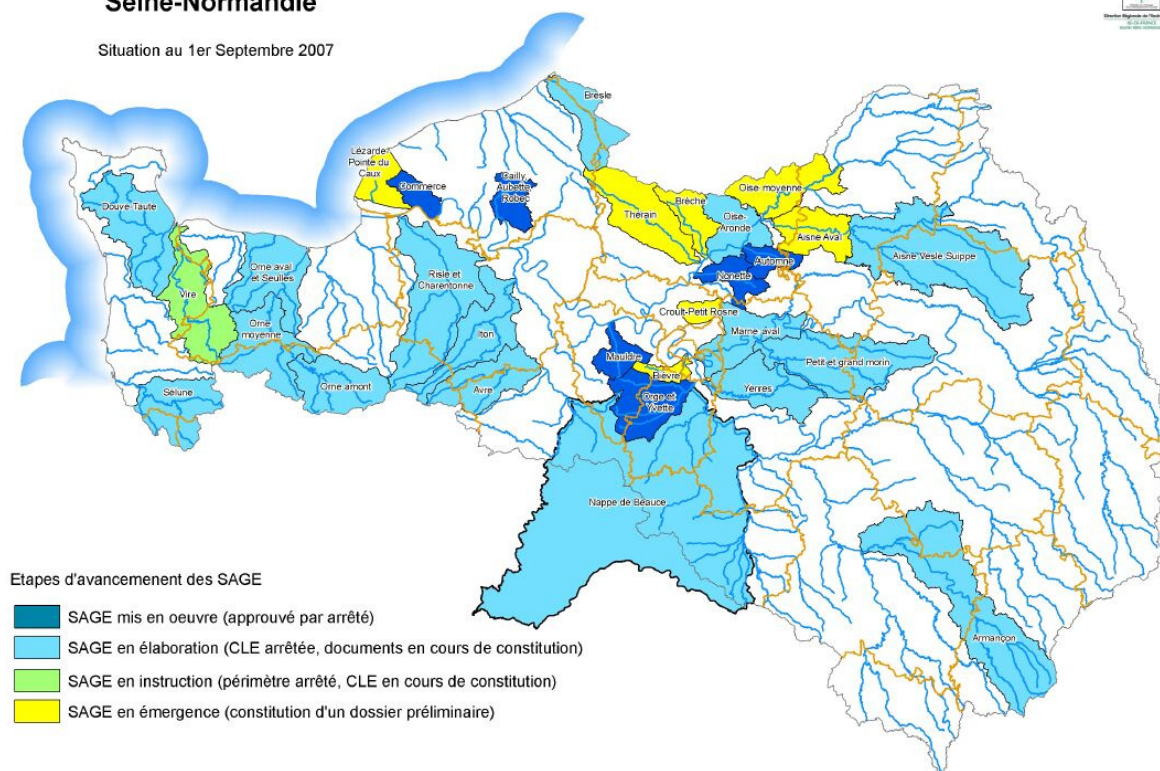 Seine-Normandie
Situation au 1er Septembre 2007
ILE-DE-FRANCE
Bresle
Lézarde-
Pointe du
Caux
Commerce
Cailly
Aubette
Robec
Oise moyenne
Brêche
Thérain
Oise-
Aronde
Aisne Aval
Douve-Taute
Aisne Vesle Suippe
Automne
Nonette
Orne aval
et Seulles
Risle et
Charentonne
Vire
Croult-Petit Rosne
Orne
moyenne
Iton
Marne aval
Mauldre
Petit et grand morin
Bièvre
Orne amont
Avre
Yerres
Sélune
Orge et
Yvette
Nappe de Beauce
Armançon
Etapes d'avancemenent des SAGE
SAGE mis en oeuvre (approuvé par arrêté)
SAGE en élaboration (CLE arrêtée, documents en cours de constitution)
SAGE en instruction (périmètre arrêté, CLE en cours de constitution)
SAGE en émergence (constitution d'un dossier préliminaire)